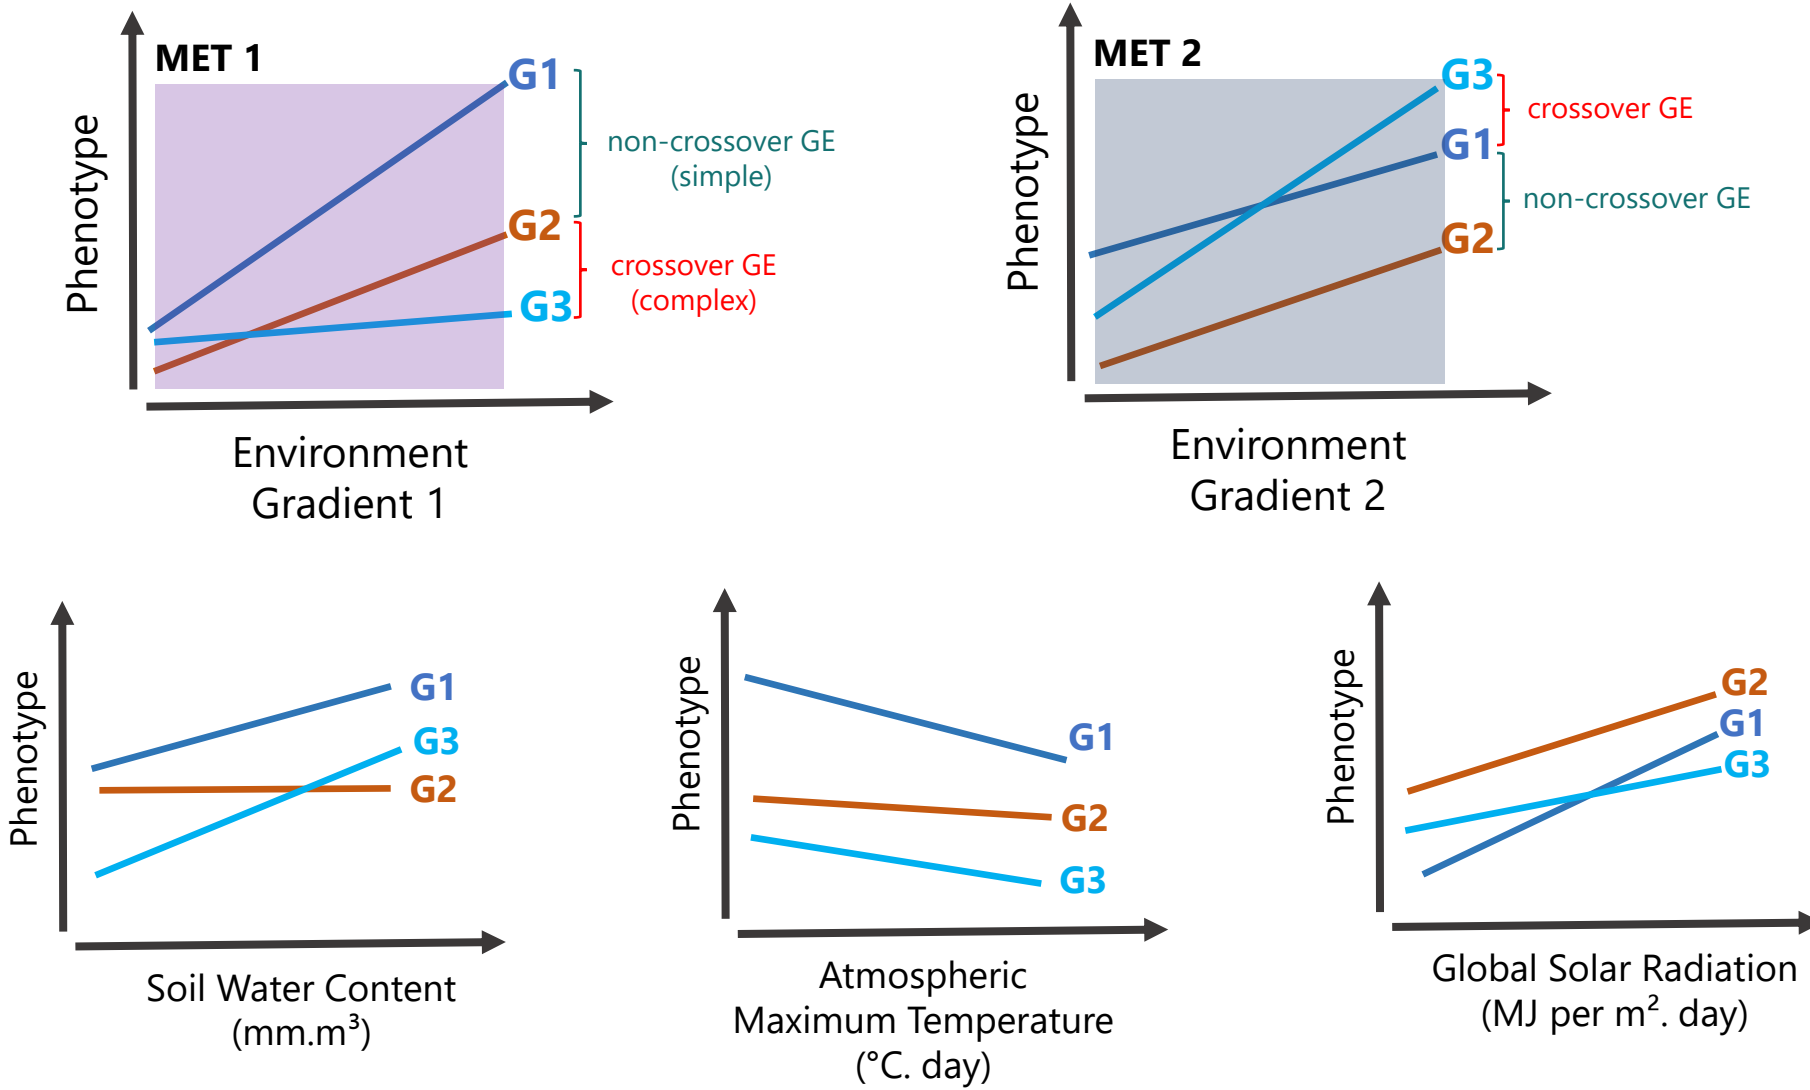 MET 1
Phenotype
G1
non-crossover GE
(simple)
G2
crossover GE
(complex)
G3
Environment
Gradient 1
MET 2
Phenotype
G3
crossover GE
G1
non-crossover GE
G2
Environment
Gradient 2
Phenotype
G1
G3
G2
Soil Water Content
(mm.m³)
Phenotype
G1
G2
G3
Atmospheric
Maximum Temperature
(°C. day)
Phenotype
G2
G1
G3
Global Solar Radiation
(MJ per m². day)